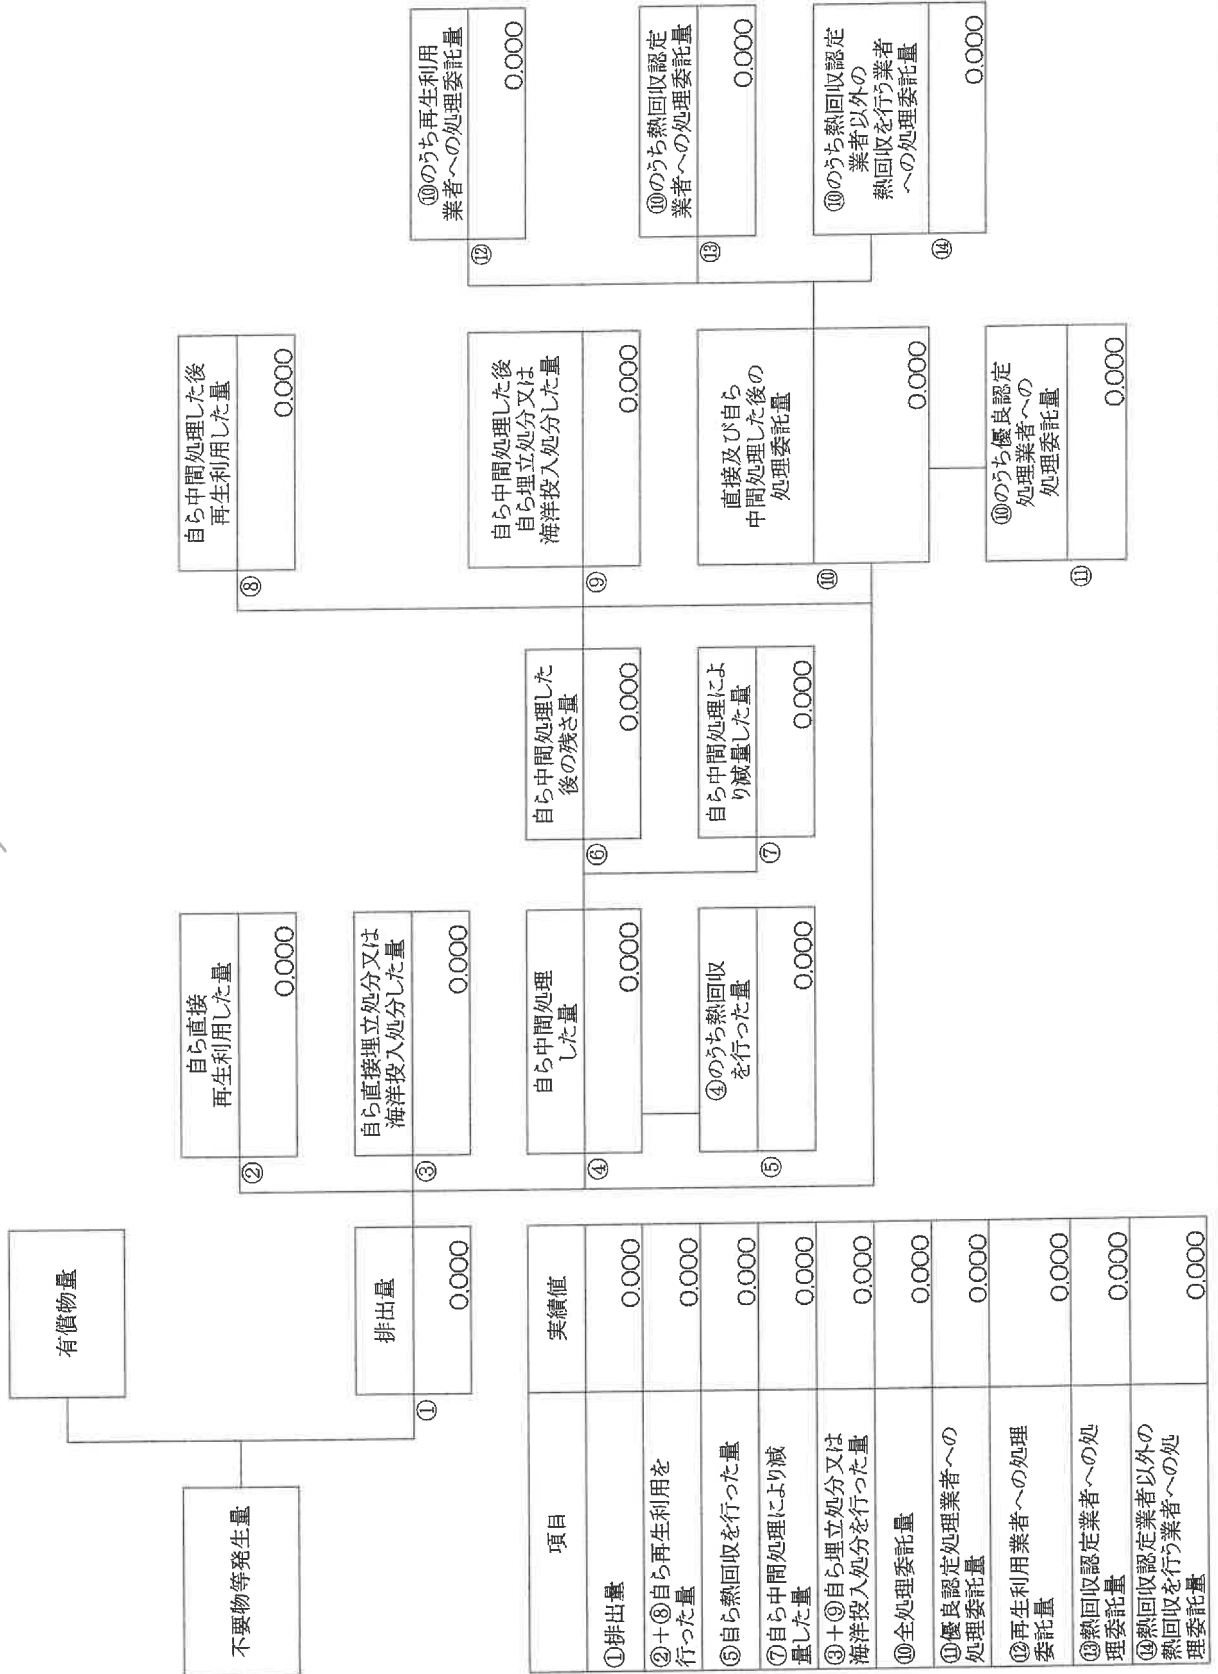 不要物等発生量
有償物量
排出量
①
0.000
自ら直接
再生利用した量
②
0.000
自ら直接埋立処分又は
海洋投入処分した量
③
0.000
自ら中間処理
した量
④
0.000
④のうち熱回収
を行った量
⑤
0.000
自ら中間処理した
後の残さ量
⑥
0.000
自ら中間処理によ
り減量した量
⑦
0.000
自ら中間処理した後
再生利用した量
⑧
0.000
自ら中間処理した後
自ら埋立処分又は
海洋投入処分した量
⑨
0.000
直接及び自ら
中間処理した後の
処理委託量
⑩
0.000
⑩のうち優良認定
処理業者への
処理委託量
⑪
0.000
⑩のうち再生利用
業者への処理委託量
⑫
0.000
⑩のうち熱回収認定
業者への処理委託量
⑬
0.000
⑩のうち熱回収認定
業者以外の
熱回収を行う業者
への処理委託量
⑭
0.000
項目 実績値
①排出量 0.000
②+⑧自ら再生利用を
行った量 0.000
⑤自ら熱回収を行った量 0.000
⑦自ら中間処理により減
量した量 0.000
③+⑨自ら埋立処分又は
海洋投入処分を行った量 0.000
⑩全処理委託量 0.000
⑪優良認定処理業者への
処理委託量 0.000
⑫再生利用業者への処理
委託量 0.000
⑬熱回収認定業者への処
理委託量 0.000
⑭熱回収認定業者以外の
熱回収を行う業者への処
理委託量 0.000